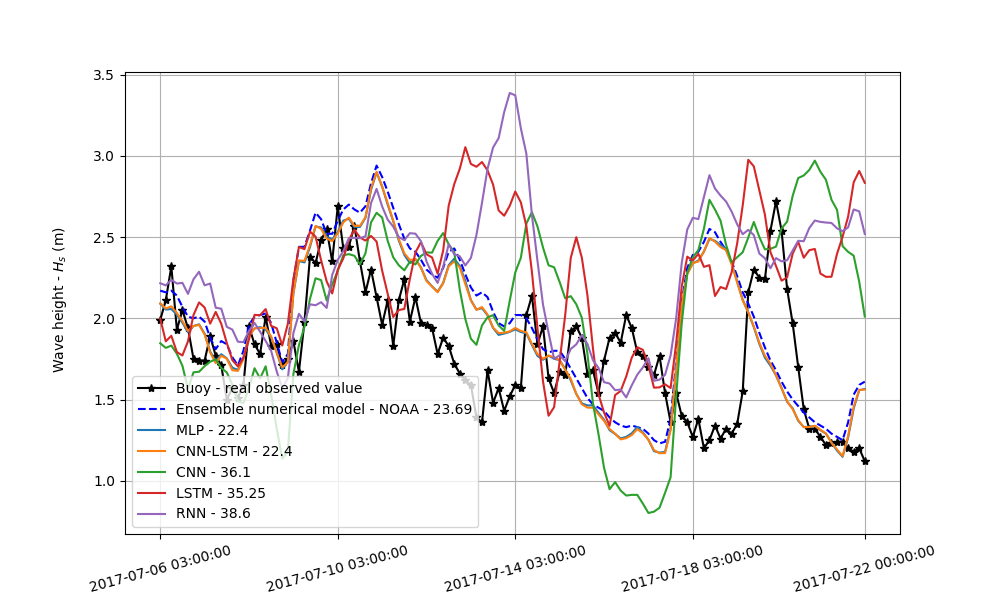 3.5
3.0
2.5
2.0
1.5
1.0
Wave height - Hs (m)
Buoy - real observed value
Ensemble numerical model - NOAA - 23.69
MLP - 22.4
CNN-LSTM - 22.4
CNN - 36.1
LSTM - 35.25
RNN - 38.6
2017-07-06 03:00:00
2017-07-10 03:00:00
2017-07-14 03:00:00
2017-07-18 03:00:00
2017-07-22 00:00:00